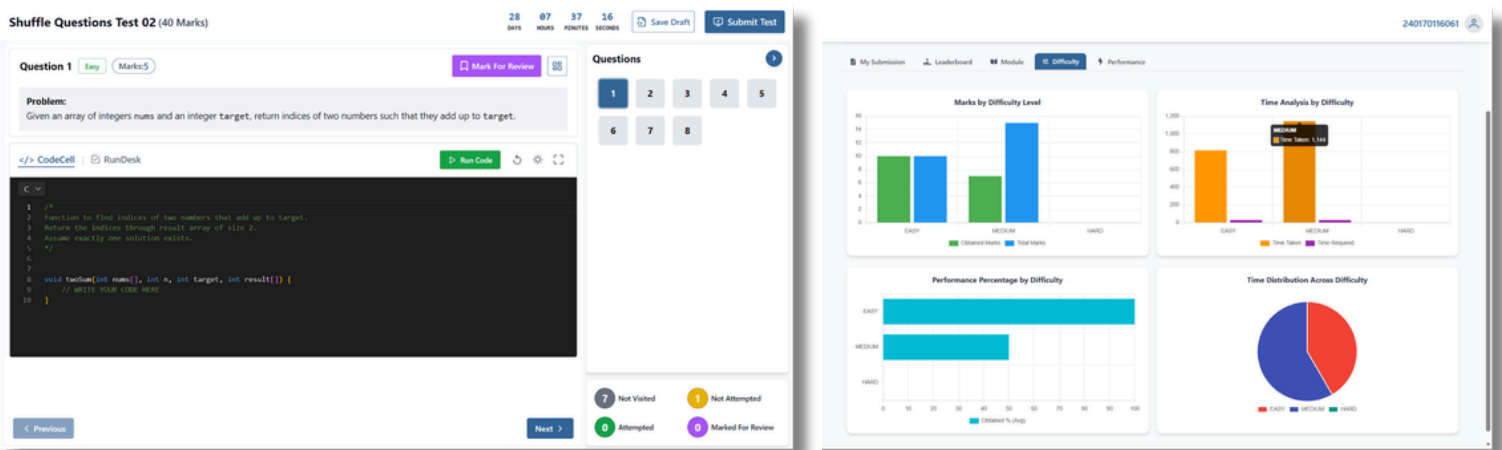 Shuffle Questions Test 02 (40 Marks)
28 07 37 16
DAYS HOURS MINUTES SECONDS
Save Draft
Submit Test
Question 1 Easy Marks:5
Mark For Review
Problem:
Given an array of integers nums and an integer target, return indices of two numbers such that they add up to target.
</> CodeCell RunDesk
Run Code
C
1 /*
2 Function to find indices of two numbers that add up to target.
3 Return the indices through result array of size 2.
4 Assume exactly one solution exists.
5 */
6
7
8 void twoSum(int nums[], int n, int target, int result[]) {
9 // WRITE YOUR CODE HERE
10 }
< Previous
Next >
Questions
1 2 3 4 5
6 7 8
7 Not Visited
1 Not Attempted
0 Attempted
0 Marked For Review
240170116061
My Submission Leaderboard Module Difficulty Performance
Marks by Difficulty Level
16
14
12
10
8
6
4
2
0
EASY MEDIUM HARD
Obtained Marks Total Marks
Time Analysis by Difficulty
1,200
1,000
800
600
400
200
0
MEDIUM
Time Taken: 1,144
EASY MEDIUM HARD
Time Taken Time Required
Performance Percentage by Difficulty
EASY
MEDIUM
HARD
0 10 20 30 40 50 60 70 80 90 100
Obtained % (Avg)
Time Distribution Across Difficulty
EASY MEDIUM HARD